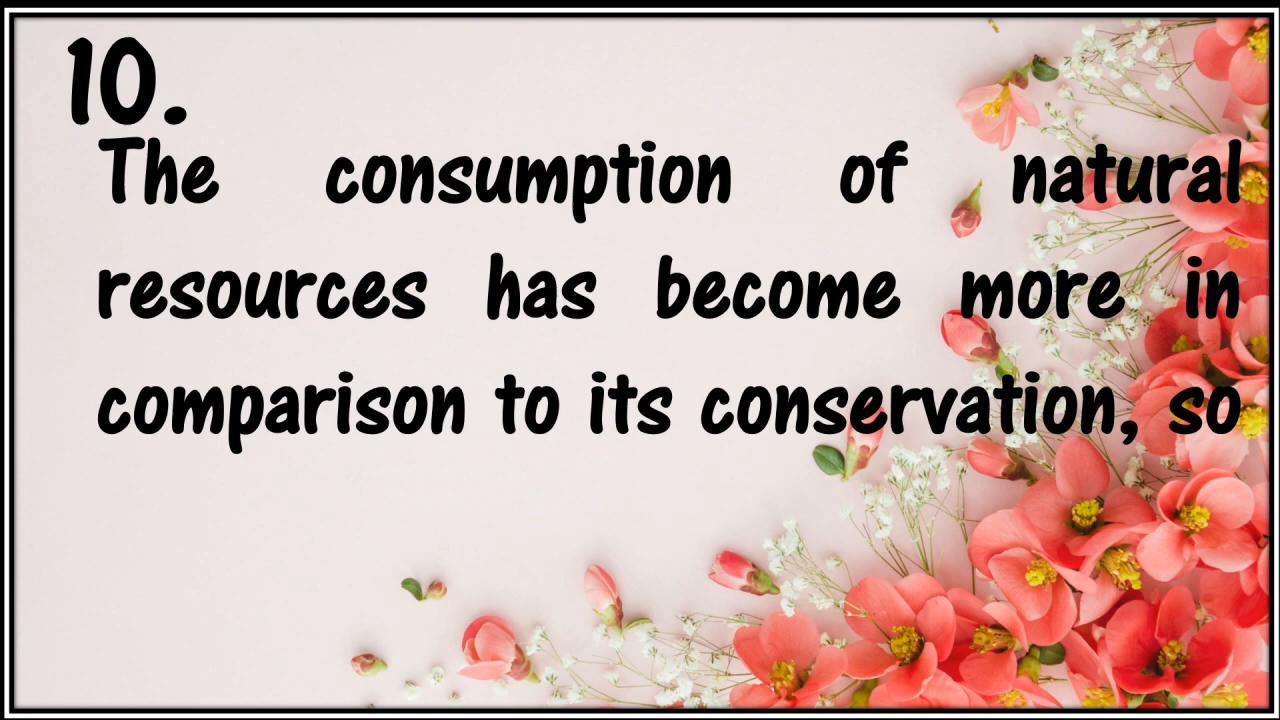 10.
The consumption of natural
resources has become more in
comparison to its conservation, so